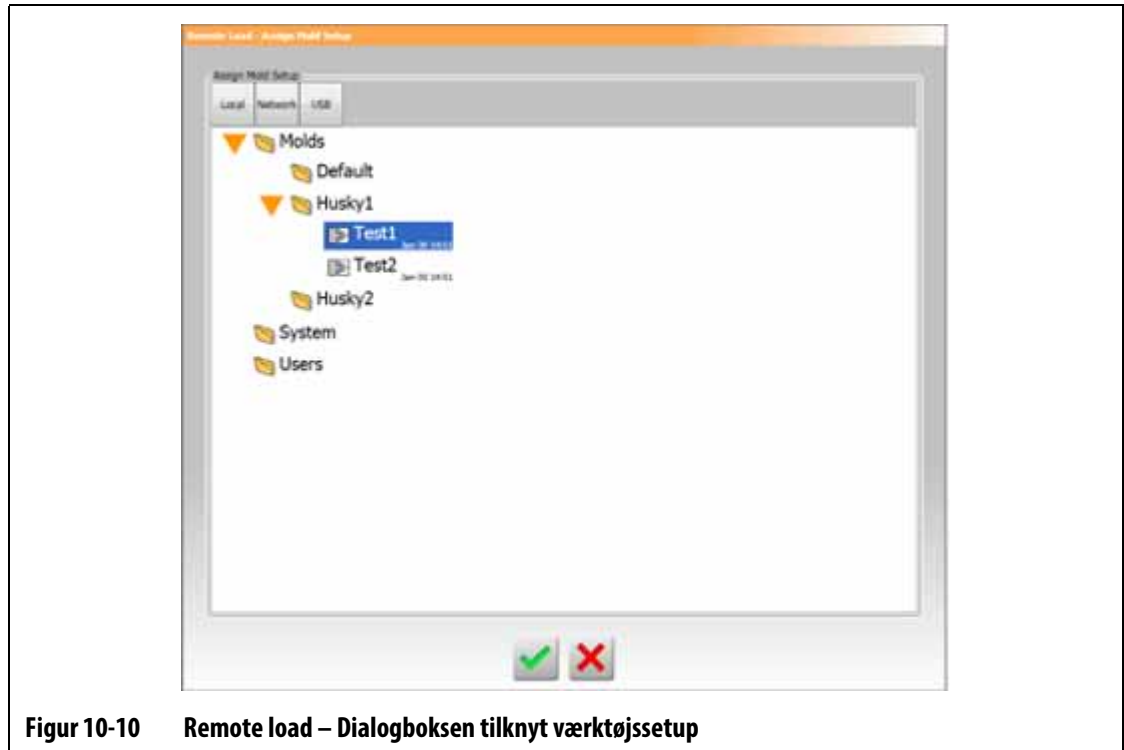 Remote Load - Assign Mold Setup
Assign Mold Setup
Local Network USB
Molds
Default
Husky1
Test1
Test2
Husky2
System
Users
Figur 10-10 Remote load – Dialogboksen tilknyt værktøjssetup